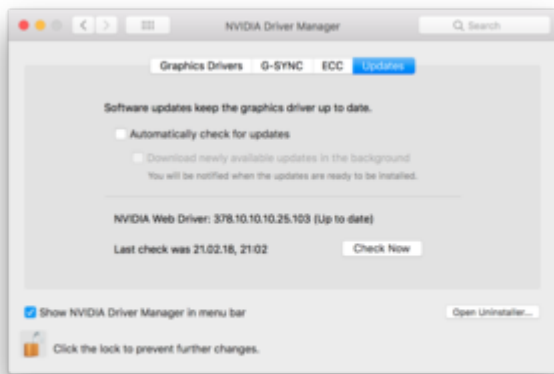 NVIDIA Driver Manager
Search
Graphics Drivers G-SYNC ECC Updates
Software updates keep the graphics driver up to date.
Automatically check for updates
Download newly available updates in the background
You will be notified when the updates are ready to be installed.
NVIDIA Web Driver: 378.10.10.10.25.103 (Up to date)
Last check was 21.02.18, 21:02 Check Now
Show NVIDIA Driver Manager in menu bar Open Uninstaller...
Click the lock to prevent further changes.